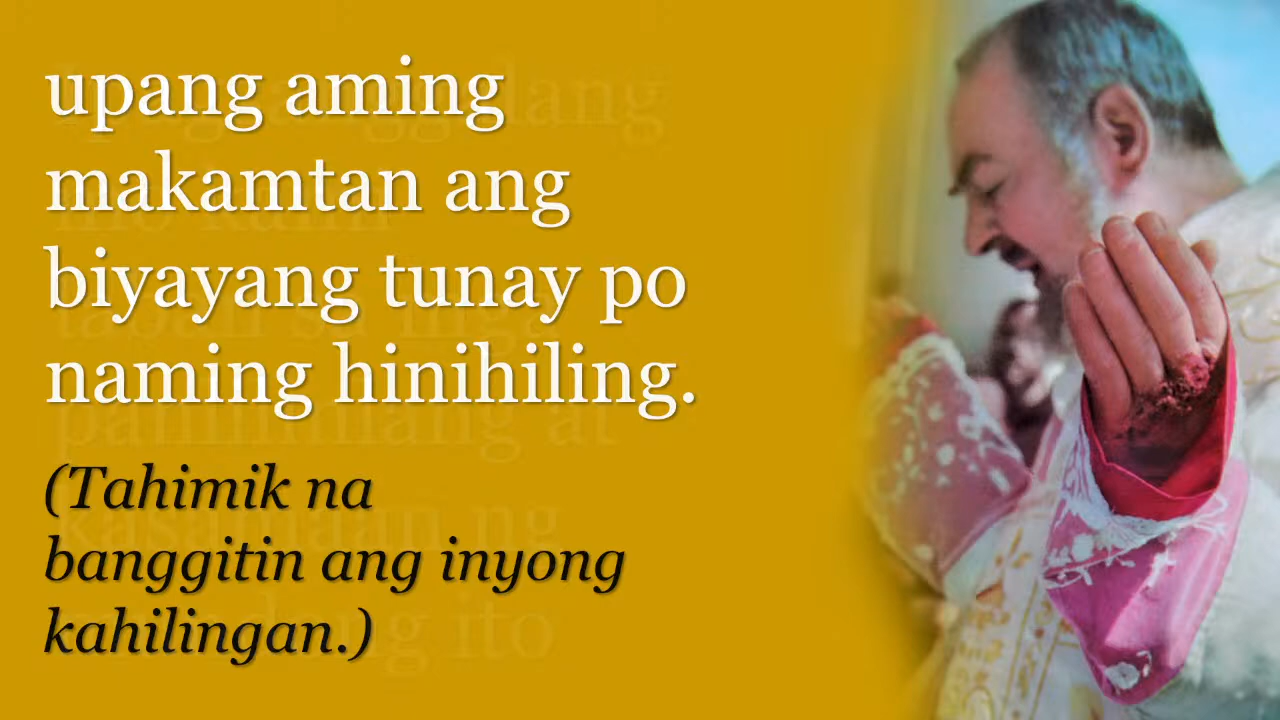 upang aming
makamtan ang
biyayang tunay po
naming hinihiling.
(Tahimik na
banggitin ang inyong
kahilingan.)